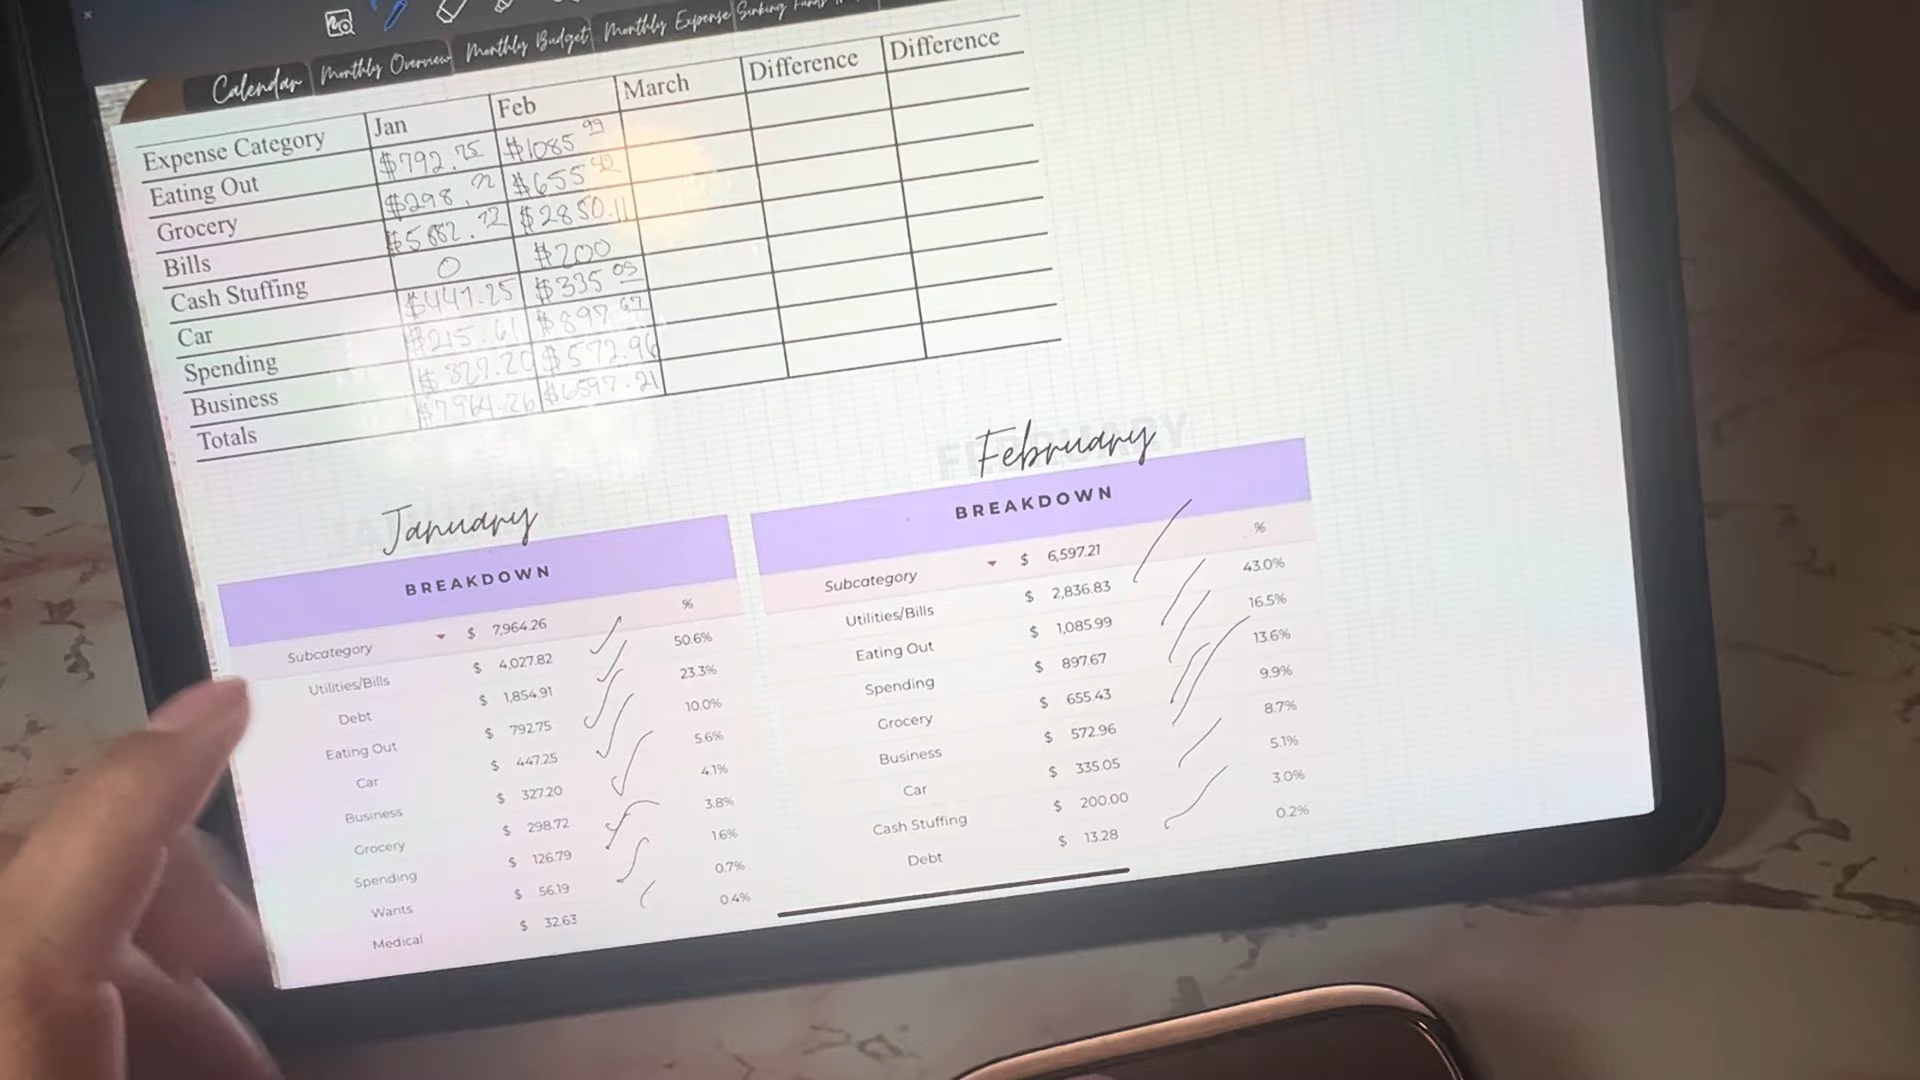 Calendar Monthly Overview Monthly Budget Monthly Expense Sinking Funds
Expense Category Jan Feb March Difference Difference
Eating Out $792.75 $1085.99
Grocery $298.72 $655.42
Bills $5882.72 $2850.11
Cash Stuffing 0 $200
Car $447.25 $335.05
Spending $215.61 $897.67
Business $327.20 $572.96
Totals $7964.26 $6597.21
January
BREAKDOWN
Subcategory $ 7,964.26 %
Utilities/Bills $ 4,027.82 50.6%
Debt $ 1,854.91 23.3%
Eating Out $ 792.75 10.0%
Car $ 447.25 5.6%
Business $ 327.20 4.1%
Grocery $ 298.72 3.8%
Spending $ 126.79 1.6%
Wants $ 56.19 0.7%
Medical $ 32.63 0.4%
February
BREAKDOWN
Subcategory $ 6,597.21 %
Utilities/Bills $ 2,836.83 43.0%
Eating Out $ 1,085.99 16.5%
Spending $ 897.67 13.6%
Grocery $ 655.43 9.9%
Business $ 572.96 8.7%
Car $ 335.05 5.1%
Cash Stuffing $ 200.00 3.0%
Debt $ 13.28 0.2%